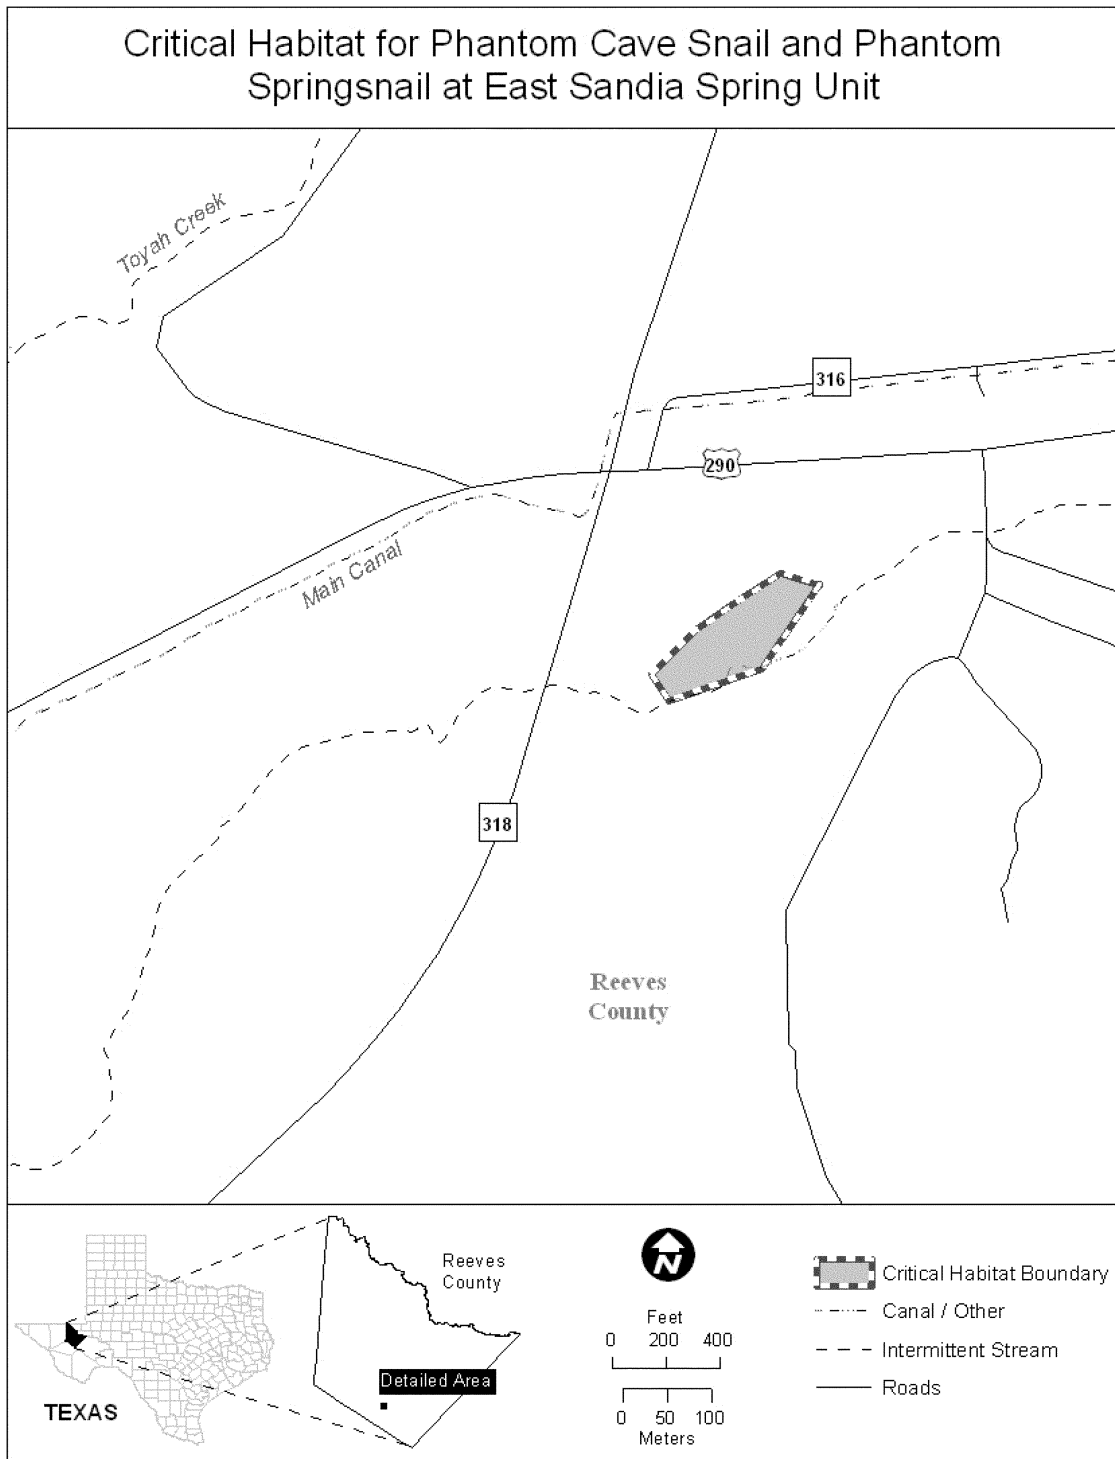 Critical Habitat for Phantom Cave Snail and Phantom
Springsnail at East Sandia Spring Unit
Toyah Creek
316
290
Main Canal
318
Reeves
County
Reeves
County
Detailed Area
TEXAS
N
Feet
0 200 400
0 50 100
Meters
Critical Habitat Boundary
Canal / Other
Intermittent Stream
Roads